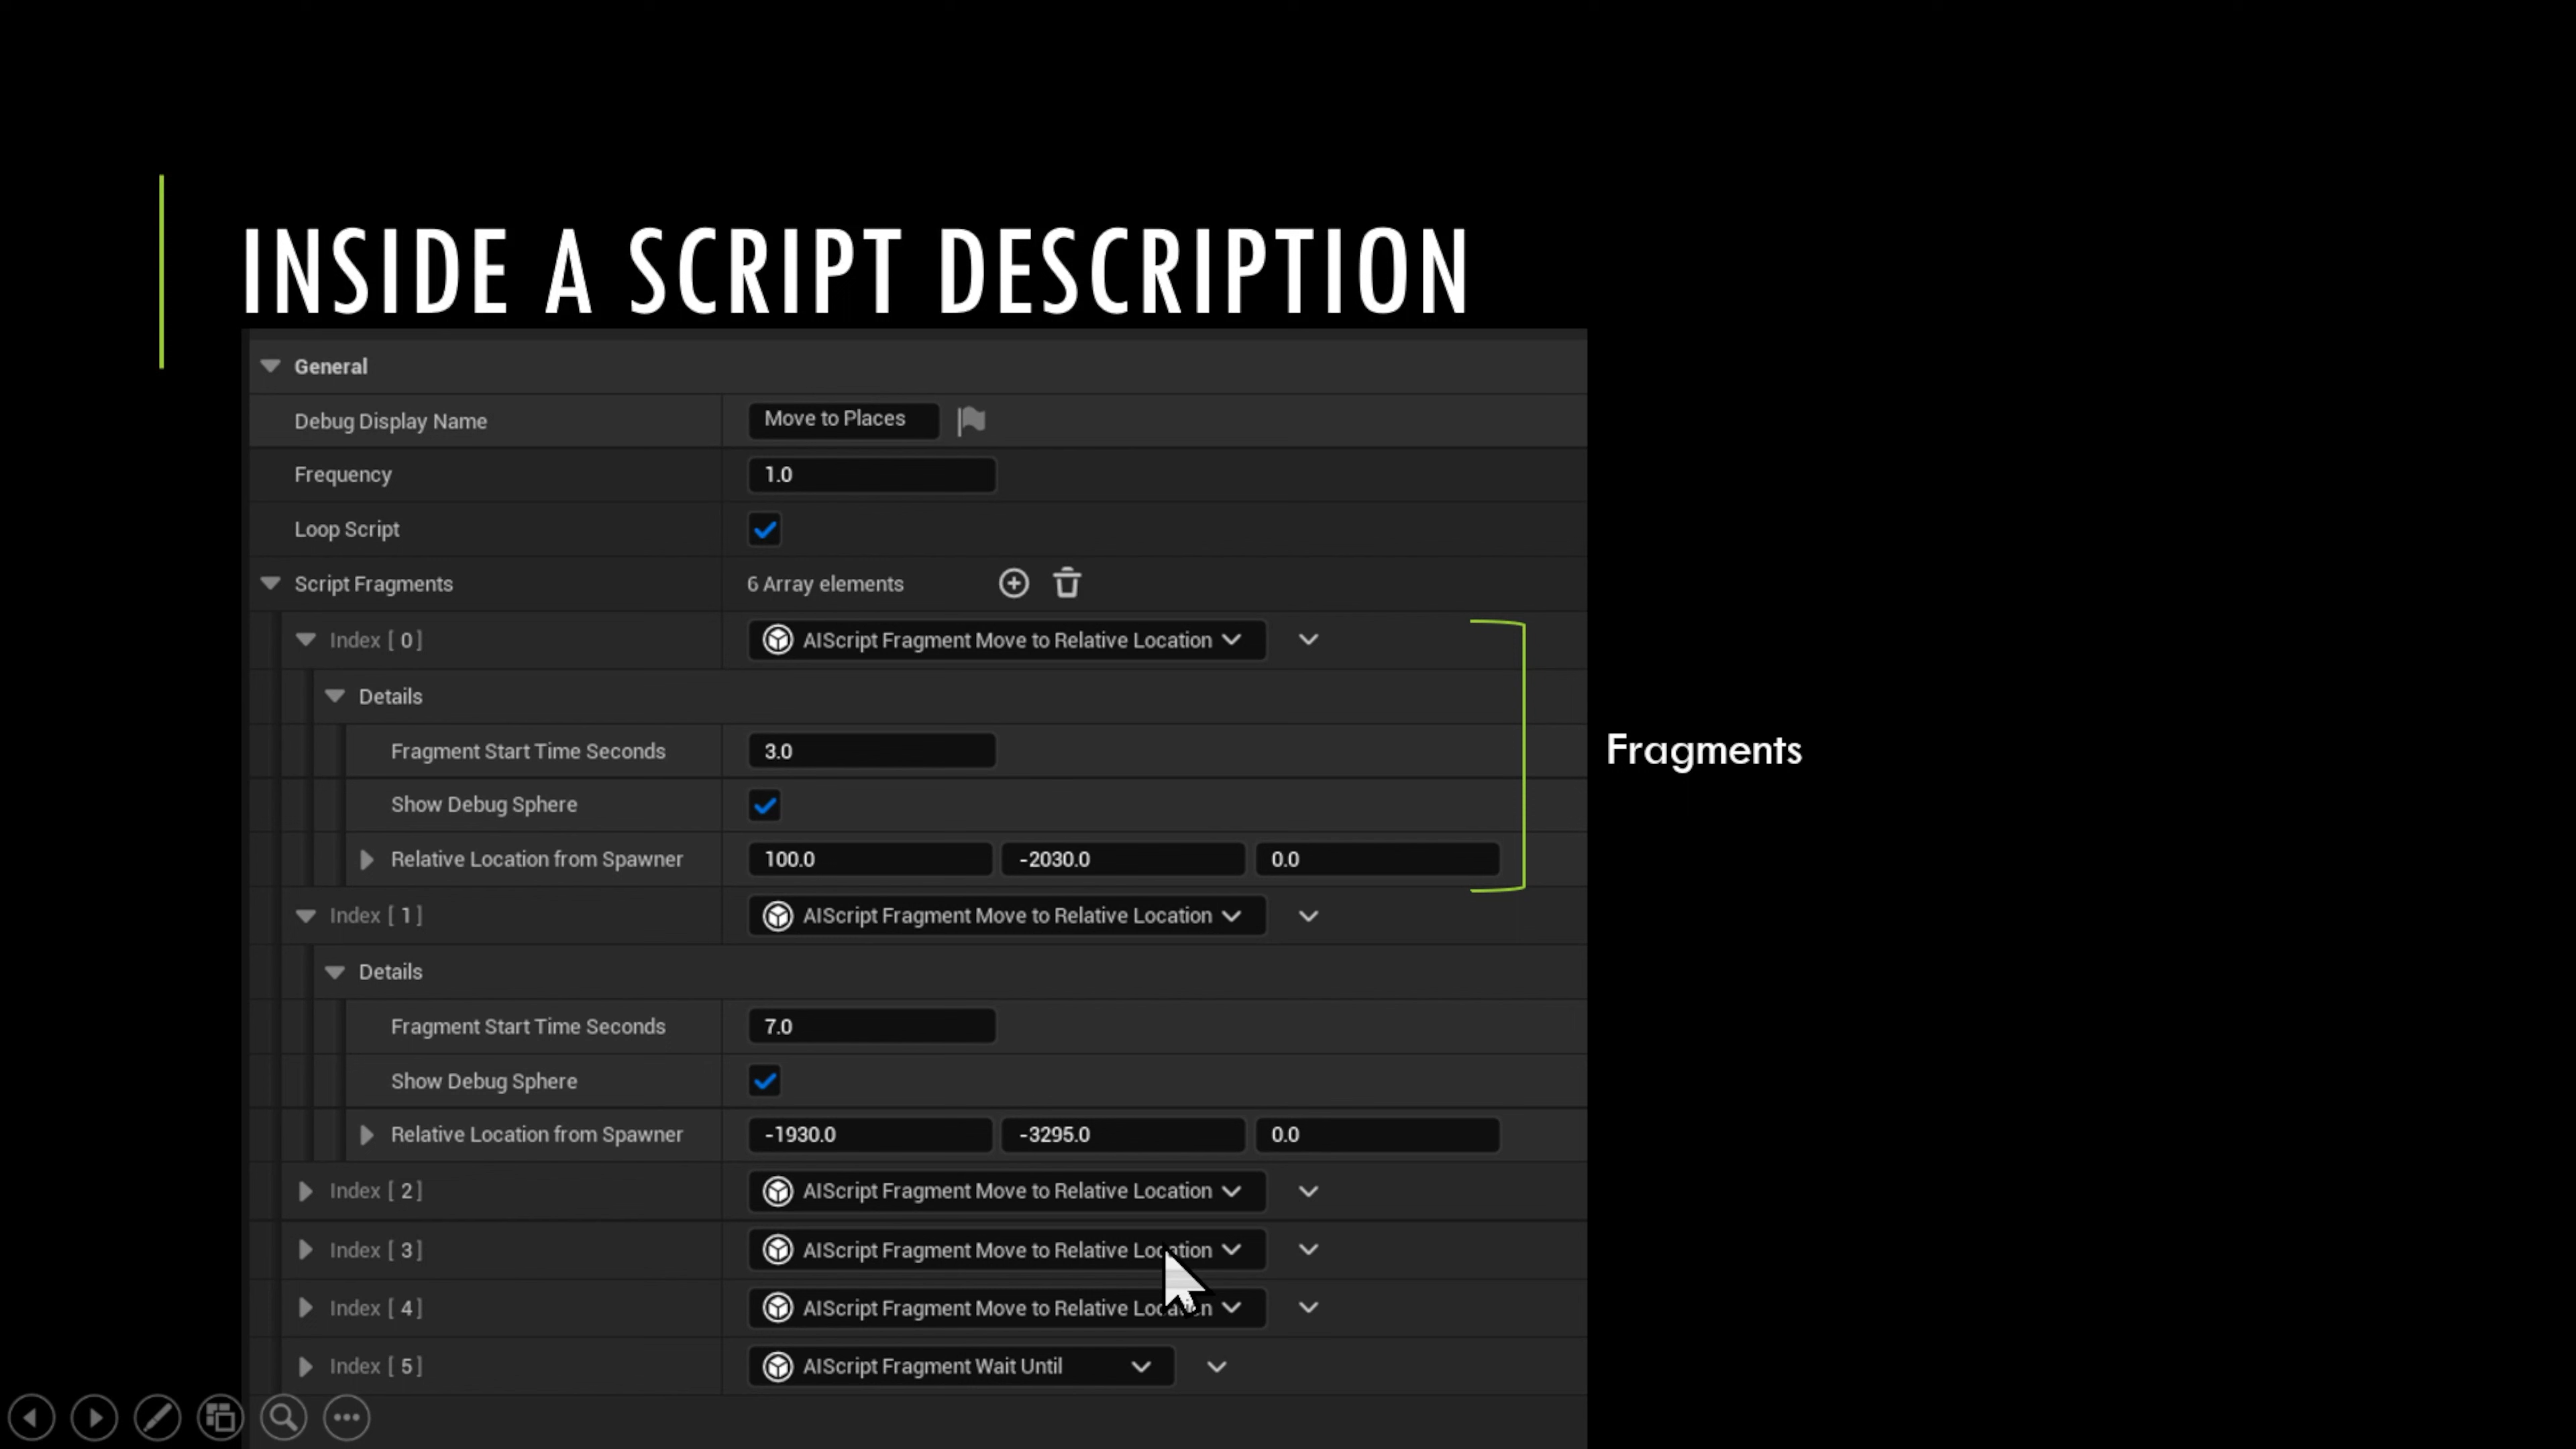 INSIDE A SCRIPT DESCRIPTION
General
Debug Display Name Move to Places
Frequency 1.0
Loop Script
Script Fragments 6 Array elements
Index [ 0 ] AIScript Fragment Move to Relative Location
Details
Fragment Start Time Seconds 3.0
Fragments
Show Debug Sphere
Relative Location from Spawner 100.0 -2030.0 0.0
Index [ 1 ] AIScript Fragment Move to Relative Location
Details
Fragment Start Time Seconds 7.0
Show Debug Sphere
Relative Location from Spawner -1930.0 -3295.0 0.0
Index [ 2 ] AIScript Fragment Move to Relative Location
Index [ 3 ] AIScript Fragment Move to Relative Location
Index [ 4 ] AIScript Fragment Move to Relative Location
Index [ 5 ] AIScript Fragment Wait Until